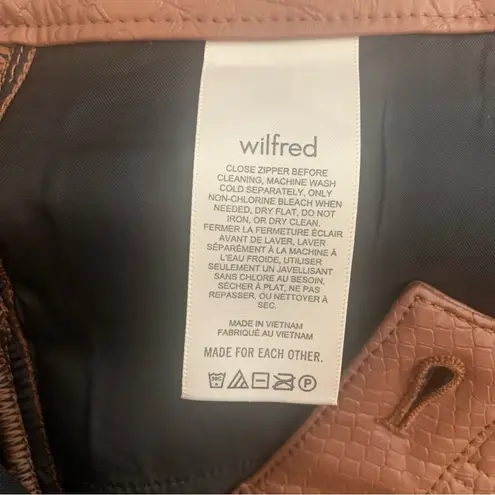 wilfred
CLOSE ZIPPER BEFORE
CLEANING, MACHINE WASH
COLD SEPARATELY, ONLY
NON-CHLORINE BLEACH WHEN
NEEDED, DRY FLAT, DO NOT
IRON, OR DRY CLEAN.
FERMER LA FERMETURE ÉCLAIR
AVANT DE LAVER, LAVER
SÉPARÉMENT À LA MACHINE À
L'EAU FROIDE, UTILISER
SEULEMENT UN JAVELLISANT
SANS CHLORE AU BESOIN,
SÉCHER À PLAT, NE PAS
REPASSER, OU NETTOYER À
SEC.
MADE IN VIETNAM
FABRIQUÉ AU VIETNAM
MADE FOR EACH OTHER.
30C P